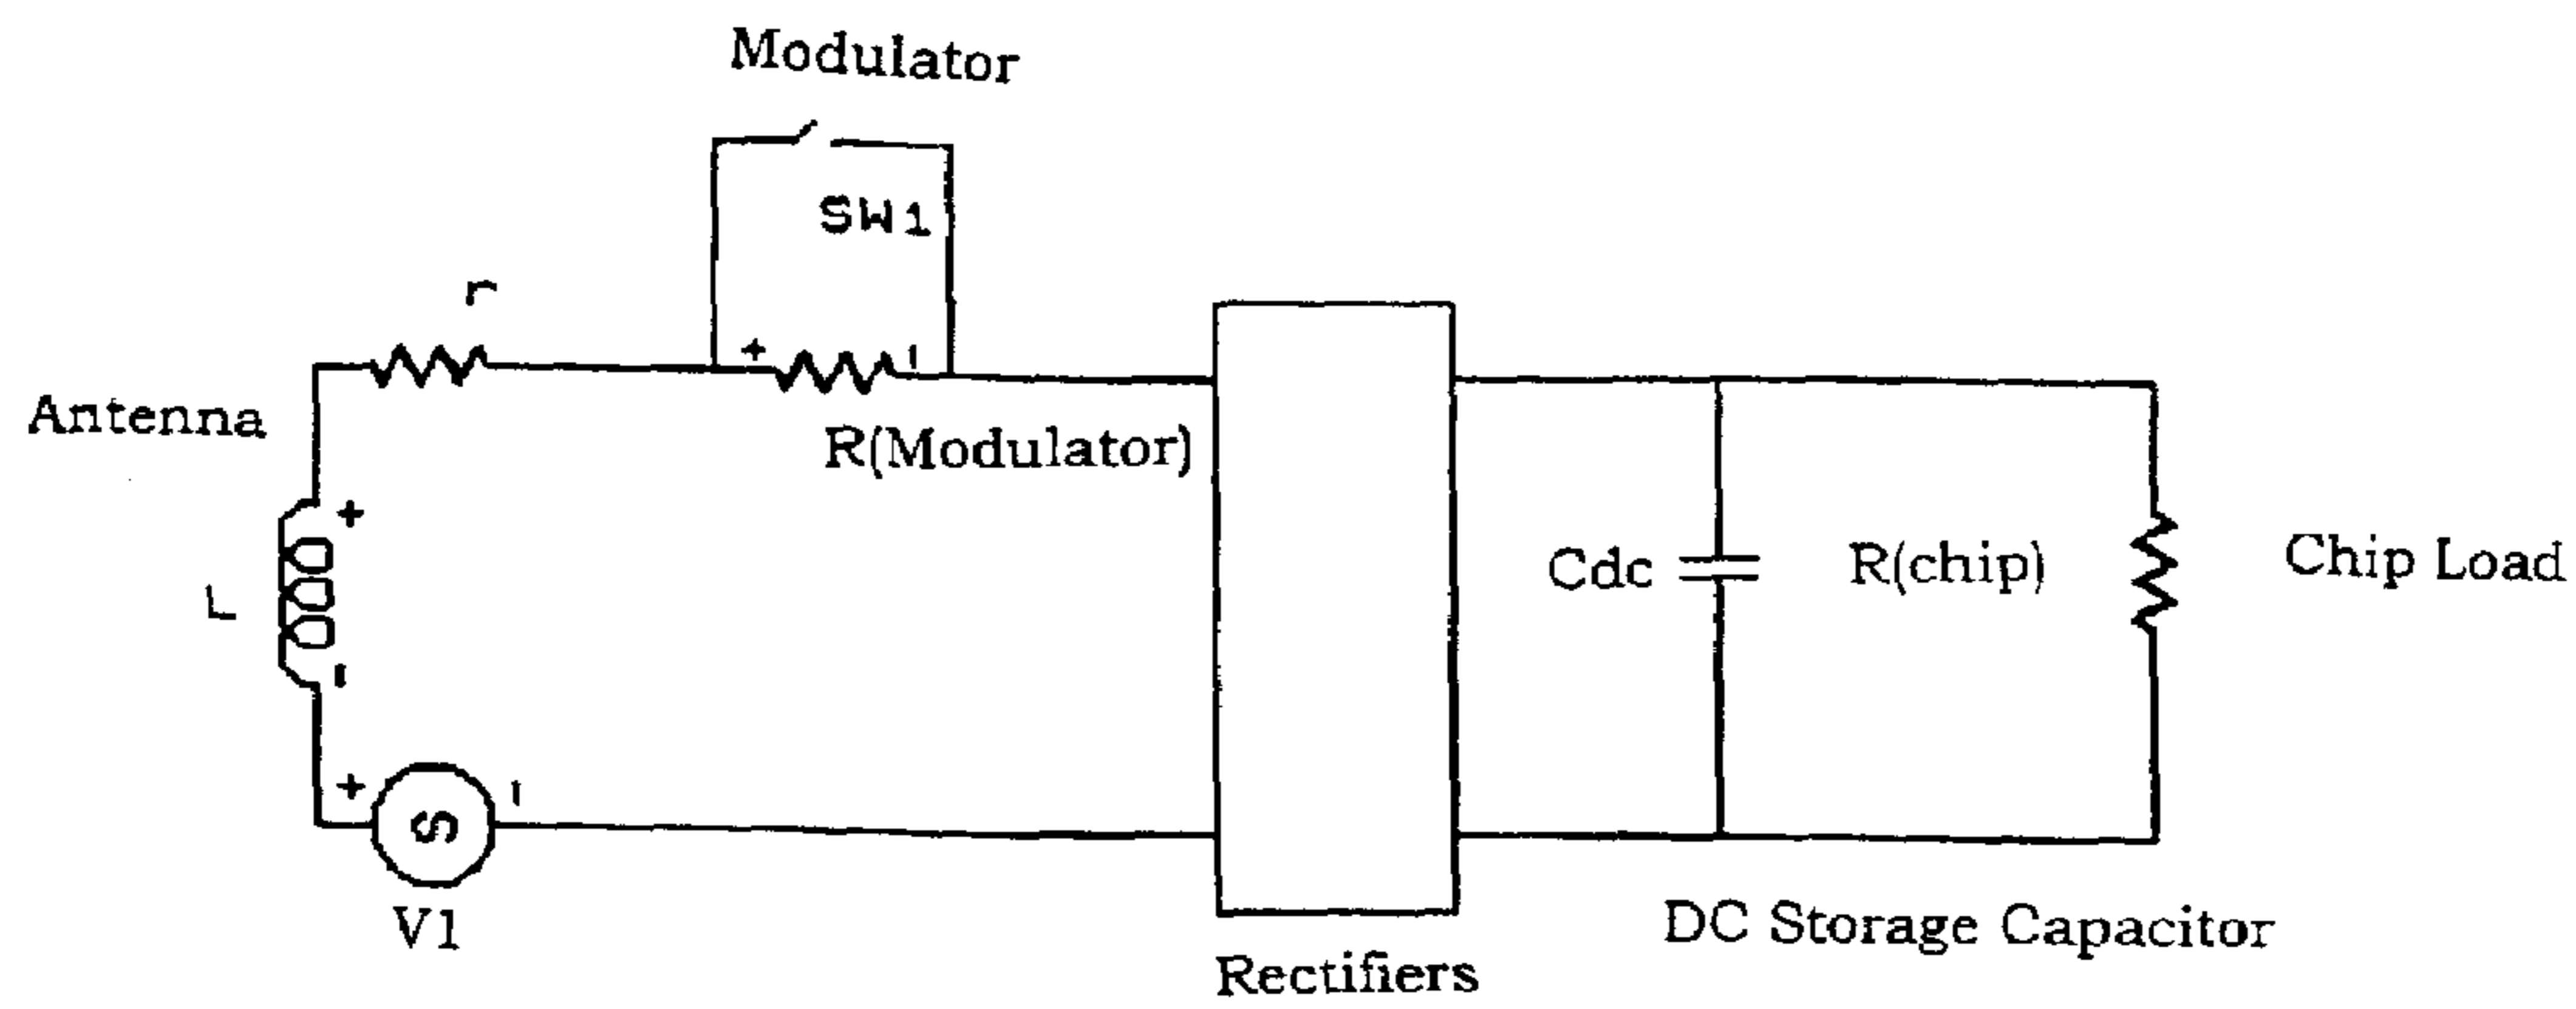 Modulator
SW1
r
+ -
Antenna
R(Modulator)
+
L
-
Cdc
R(chip)
Chip Load
+ -
S
V1
DC Storage Capacitor
Rectifiers